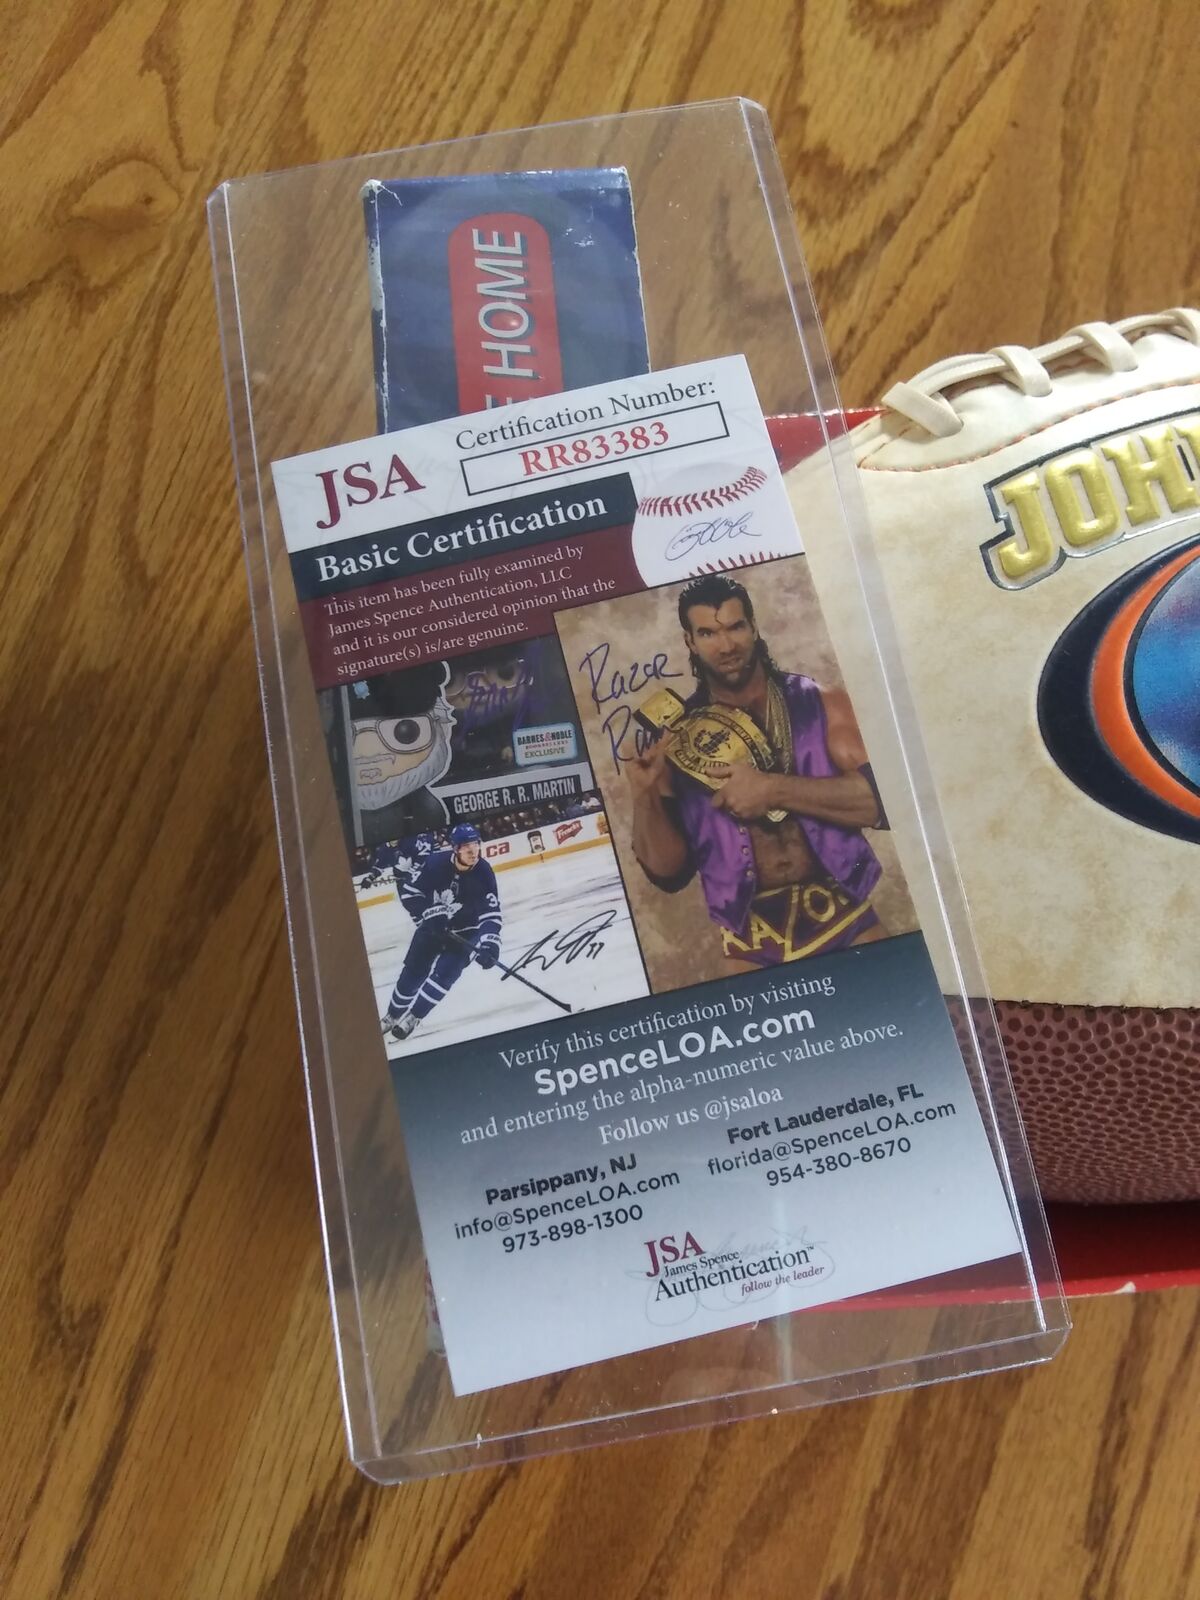 HOME
JSA
Certification Number:
RR83383
Basic Certification
This item has been fully examined by
James Spence Authentication, LLC
and it is our considered opinion that the
signature(s) is/are genuine.
Razor
BARNES & NOBLE
BOOKSELLERS
EXCLUSIVE
GEORGE R. R. MARTIN
ca
French's
RAZOR
Verify this certification by visiting
SpenceLOA.com
and entering the alpha-numeric value above.
Follow us @jsaloa
Parsippany, NJ
info@SpenceLOA.com
973-898-1300
Fort Lauderdale, FL
florida@SpenceLOA.com
954-380-8670
JSA
James Spence
Authentication™
follow the leader
JOH